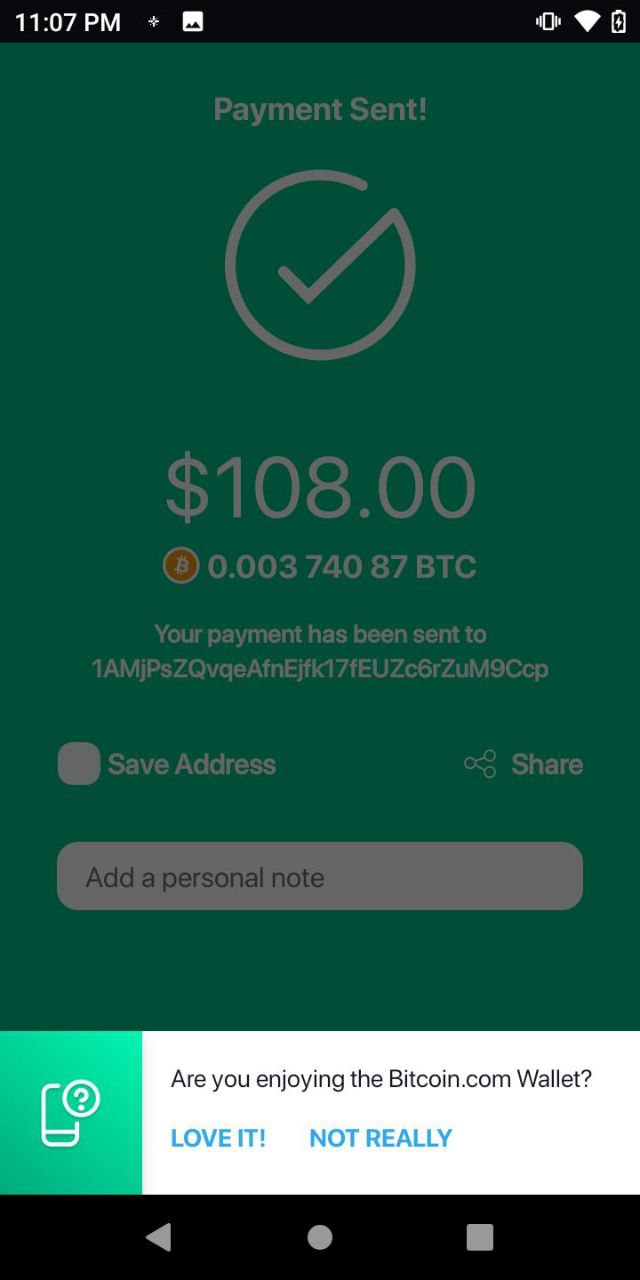 11:07 PM
Payment Sent!
$108.00
0.003 740 87 BTC
Your payment has been sent to
1AMjPsZQvqeAfnEjfk17fEUZc6rZuM9Ccp
Save Address
Share
Add a personal note
Are you enjoying the Bitcoin.com Wallet?
LOVE IT!
NOT REALLY